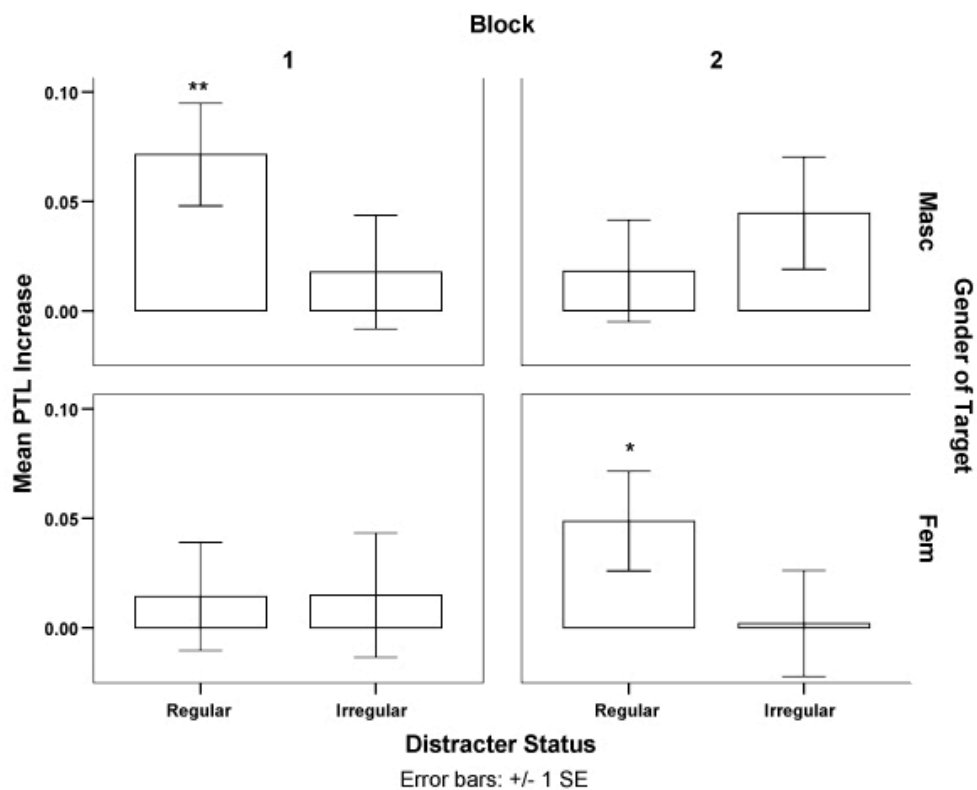 Block
1
2
**
0.10
0.05
0.00
Masc
Mean PTL Increase
Gender of Target
0.10
0.05
0.00
*
Fem
Regular
Irregular
Regular
Irregular
Distracter Status
Error bars: +/- 1 SE